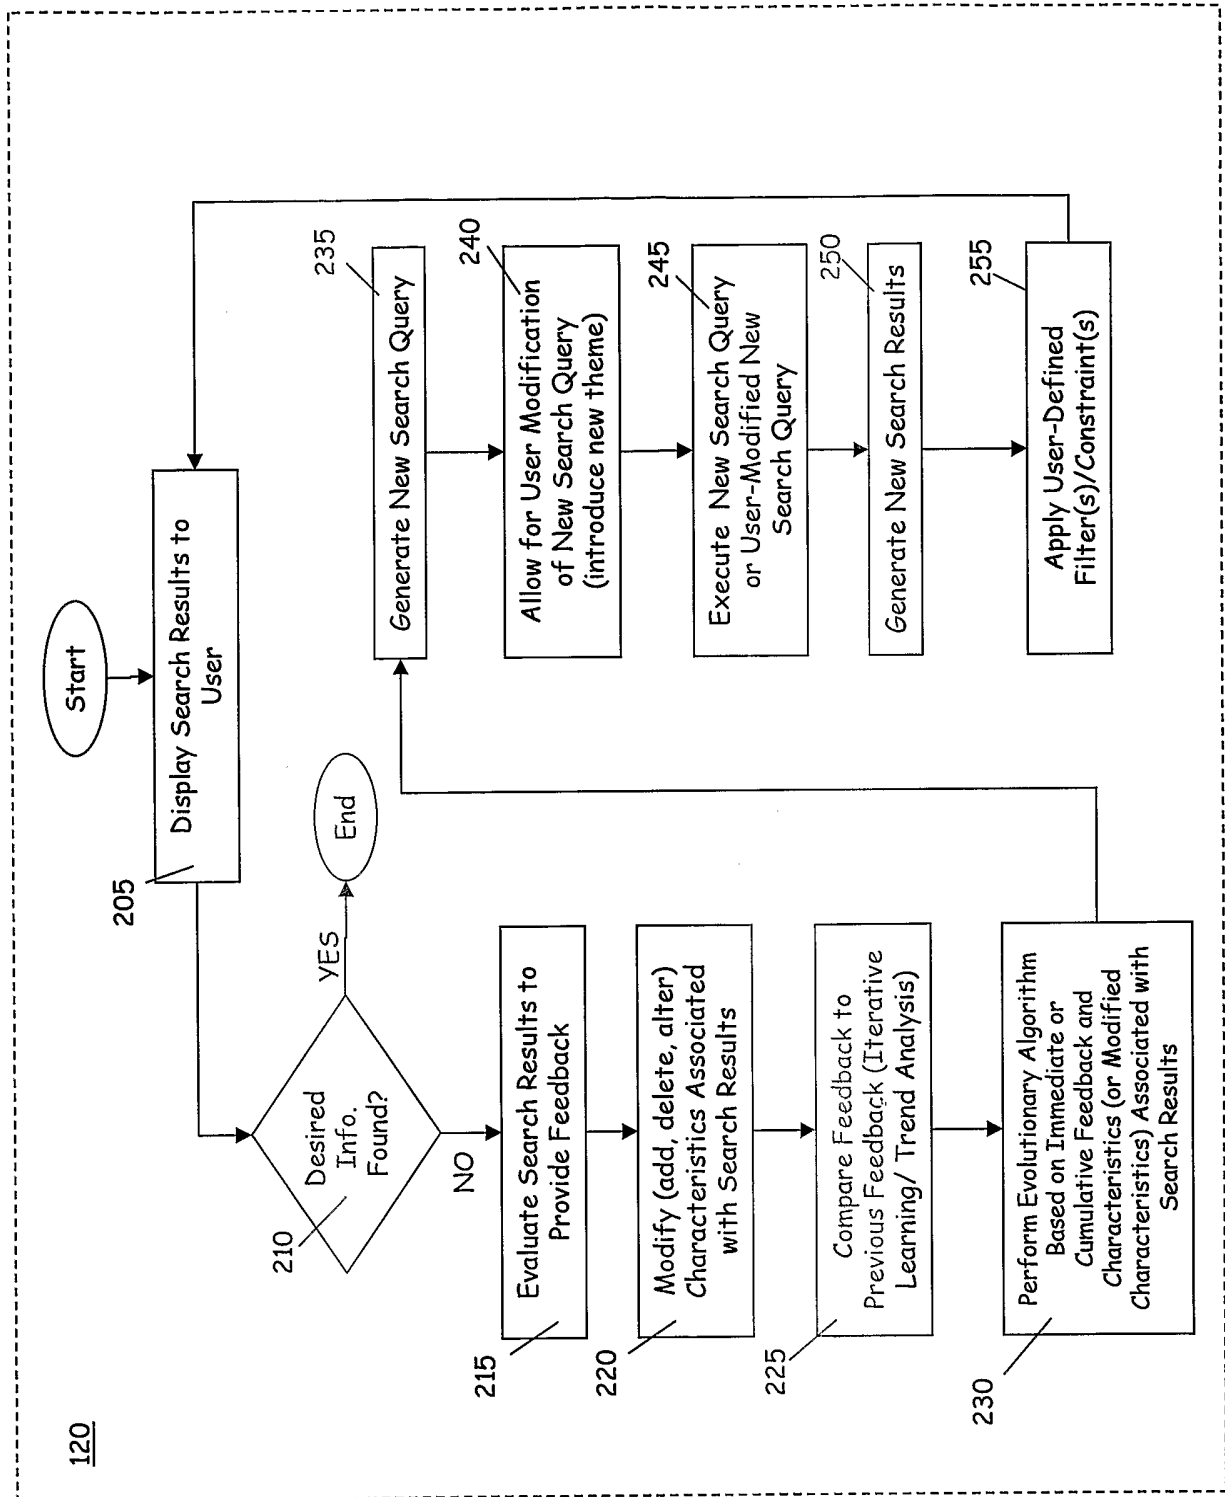 120
Start
205
Display Search Results to
User
210
Desired
Info.
Found?
YES
End
NO
215
Evaluate Search Results to
Provide Feedback
220
Modify (add, delete, alter)
Characteristics Associated
with Search Results
225
Compare Feedback to
Previous Feedback (Iterative
Learning/ Trend Analysis)
230
Perform Evolutionary Algorithm
Based on Immediate or
Cumulative Feedback and
Characteristics (or Modified
Characteristics) Associated with
Search Results
235
Generate New Search Query
240
Allow for User Modification
of New Search Query
(introduce new theme)
245
Execute New Search Query
or User-Modified New
Search Query
250
Generate New Search Results
255
Apply User-Defined
Filter(s)/Constraint(s)